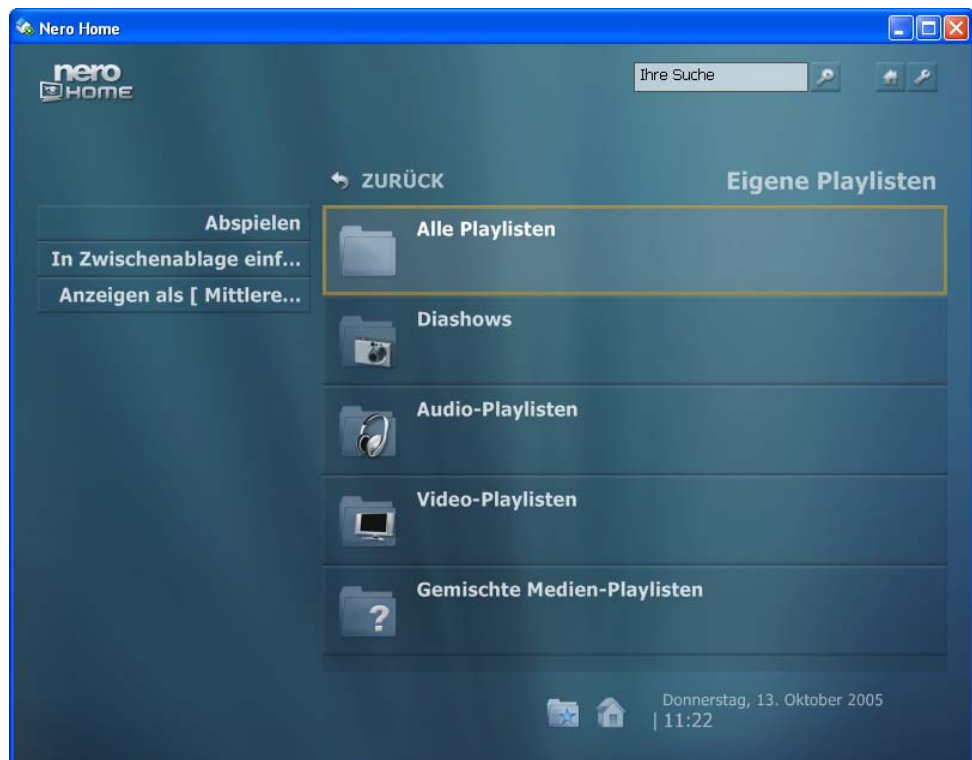 Nero Home
nero
HOME
Ihre Suche
ZURÜCK
Eigene Playlisten
Abspielen
In Zwischenablage einf...
Anzeigen als [ Mittlere...
Alle Playlisten
Diashows
Audio-Playlisten
Video-Playlisten
Gemischte Medien-Playlisten
?
Donnerstag, 13. Oktober 2005
| 11:22